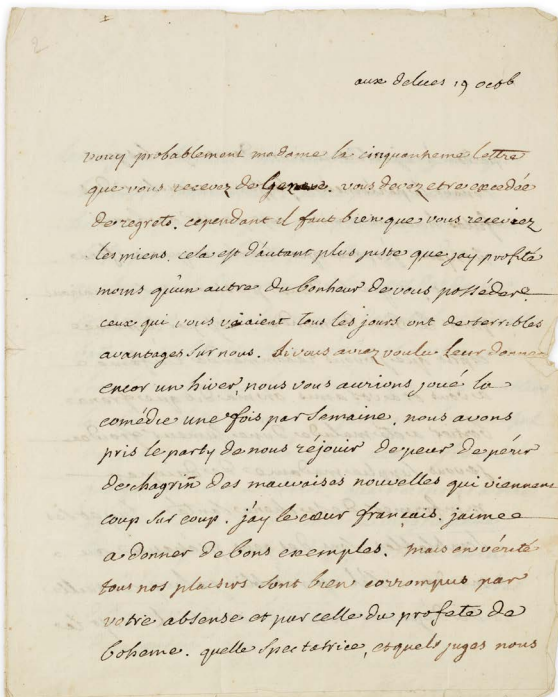 2
aux delices 19 octb
voicy probablement madame la cinquantieme lettre
que vous recevez de Geneve. vous devez etre excedée
de regrets. cependant il faut bien que vous receviez
les miens. cela est d'autant plus juste que jay profité
moins qu'un autre du bonheur de vous posséder.
ceux qui vous voiaient tous les jours ont de terribles
avantages sur nous. si vous aviez voulu leur donner
encor un hiver, nous vous aurions joué la
comédie une fois par semaine. nous avons
pris le party de nous réjouir de peur de périr
de chagrin des mauvaises nouvelles qui viennent
coup sur coup. j'ay le cœur français. jaime
a donner de bons exemples. mais en vérité
tous nos plaisirs sont bien corrompus par
votre absense et par celle du profete de
boheme. quelle spectatrice, et quels juges nous